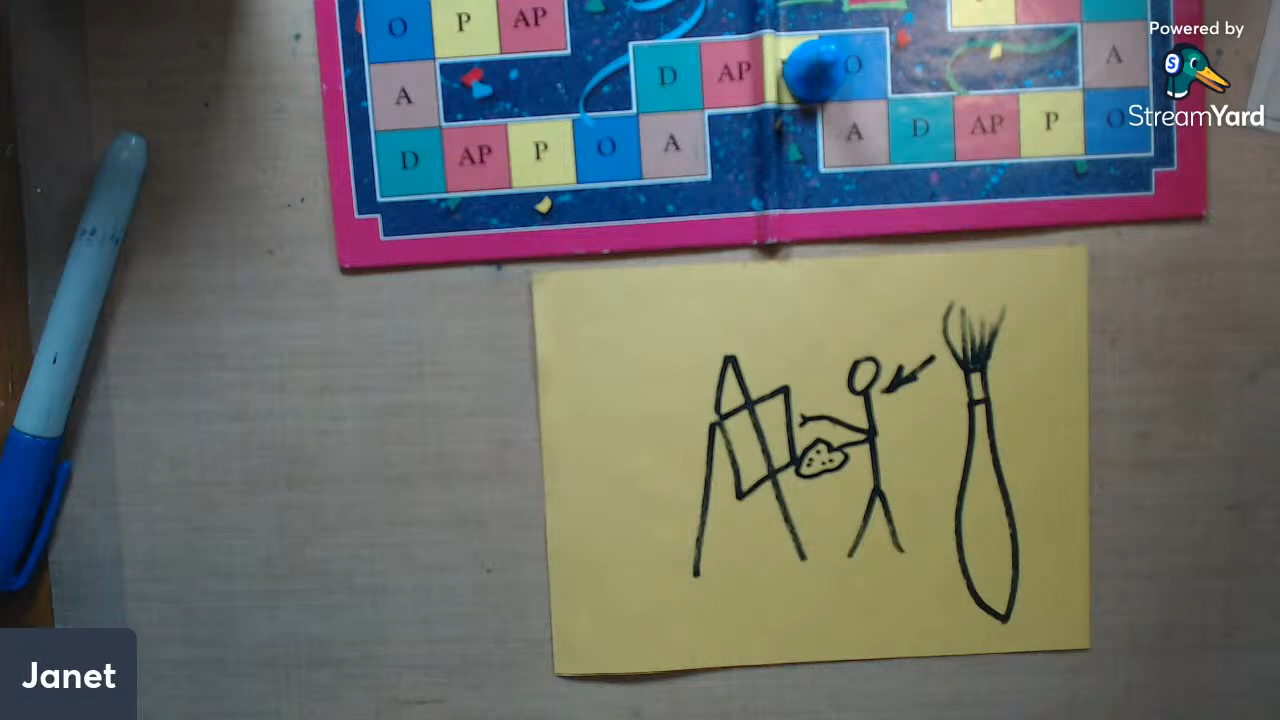 O P AP
D AP O
A
A
D AP P O A
A D AP P O
Powered by
S
StreamYard
Janet